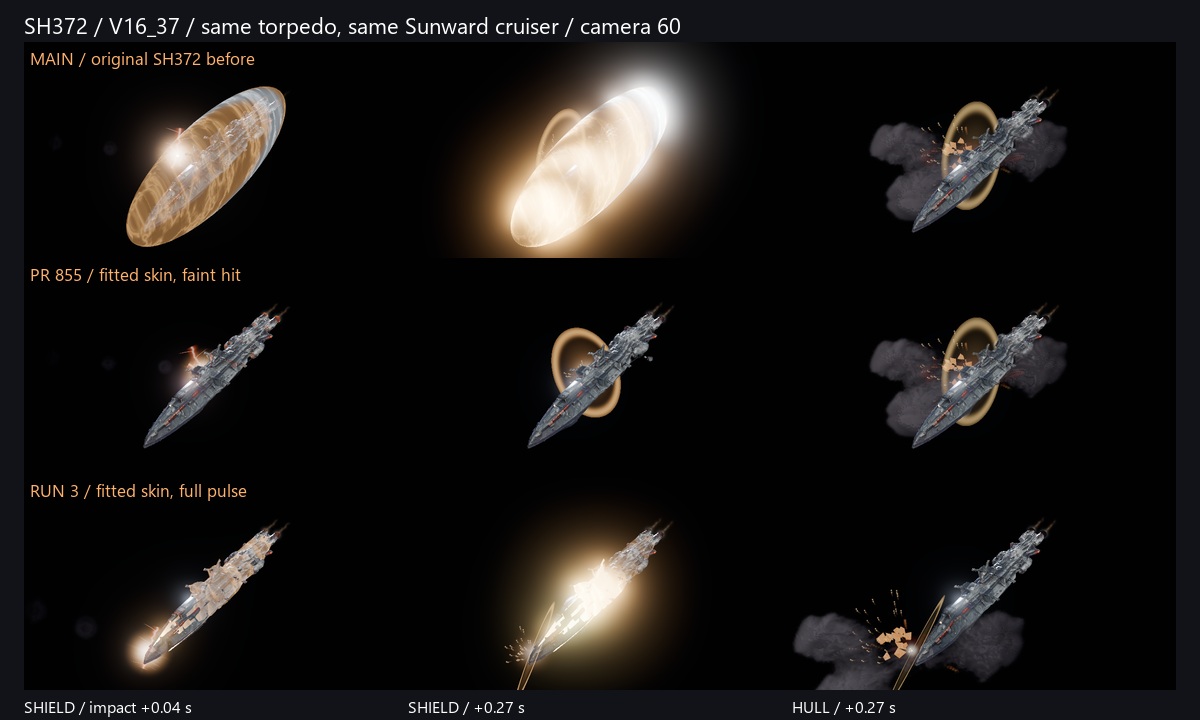 SH372 / V16_37 / same torpedo, same Sunward cruiser / camera 60
MAIN / original SH372 before
PR 855 / fitted skin, faint hit
RUN 3 / fitted skin, full pulse
SHIELD / impact +0.04 s
SHIELD / +0.27 s
HULL / +0.27 s